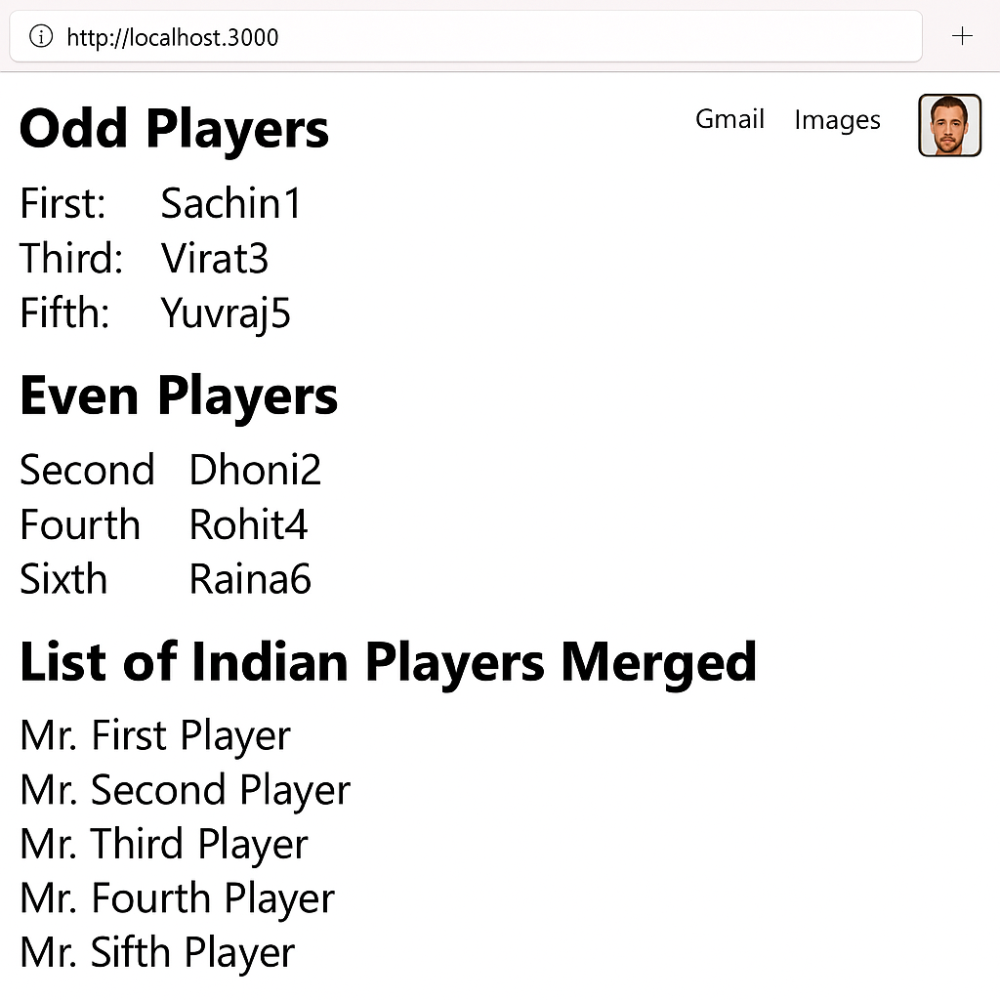 http://localhost.3000
Gmail Images
Odd Players
First: Sachin1
Third: Virat3
Fifth: Yuvraj5
Even Players
Second Dhoni2
Fourth Rohit4
Sixth Raina6
List of Indian Players Merged
Mr. First Player
Mr. Second Player
Mr. Third Player
Mr. Fourth Player
Mr. Sifth Player